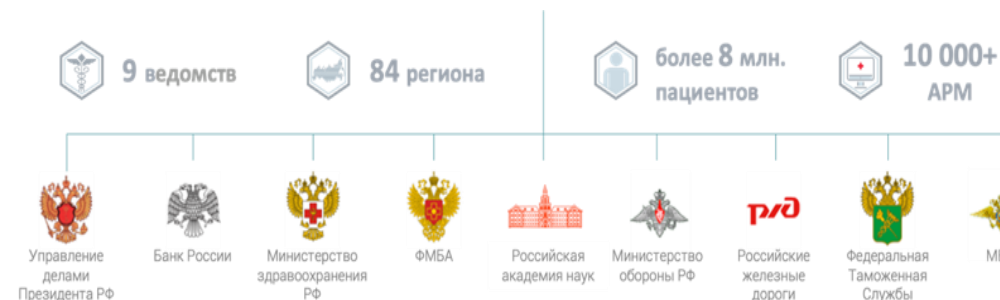 9 ведомств
84 региона
более 8 млн.
пациентов
10 000+
АРМ
Управление
делами
Президента РФ
Банк России
Министерство
здравоохранения
РФ
ФМБА
Российская
академия наук
Министерство
обороны РФ
pxd
Российские
железные
дороги
Федеральная
Таможенная
Службы